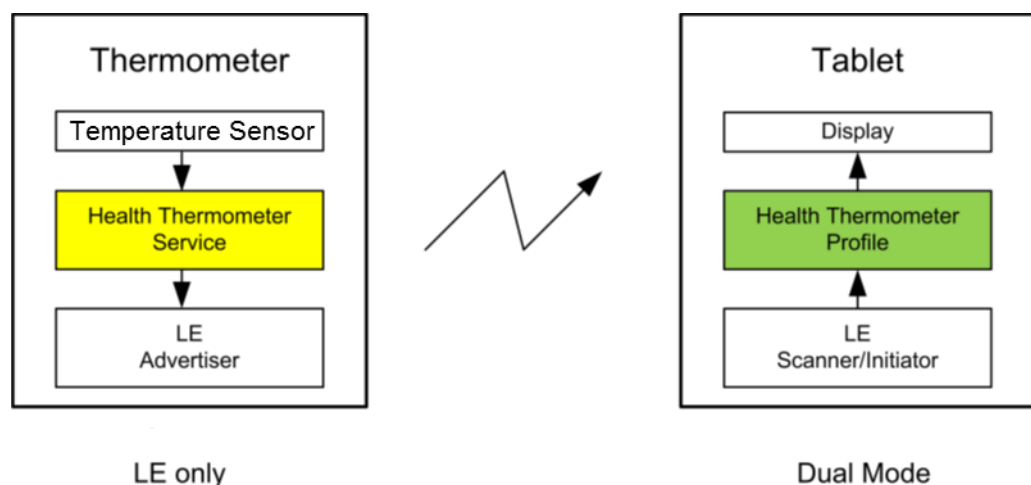 Thermometer
Temperature Sensor
Health Thermometer
Service
LE
Advertiser
LE only
Tablet
Display
Health Thermometer
Profile
LE
Scanner/Initiator
Dual Mode